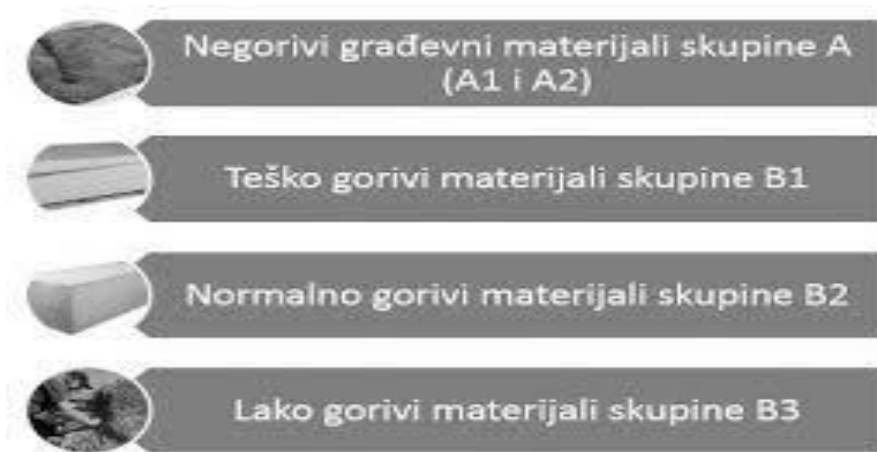 Negorivi građevni materijali skupine A
(A1 i A2)
Teško gorivi materijali skupine B1
Normalno gorivi materijali skupine B2
Lako gorivi materijali skupine B3